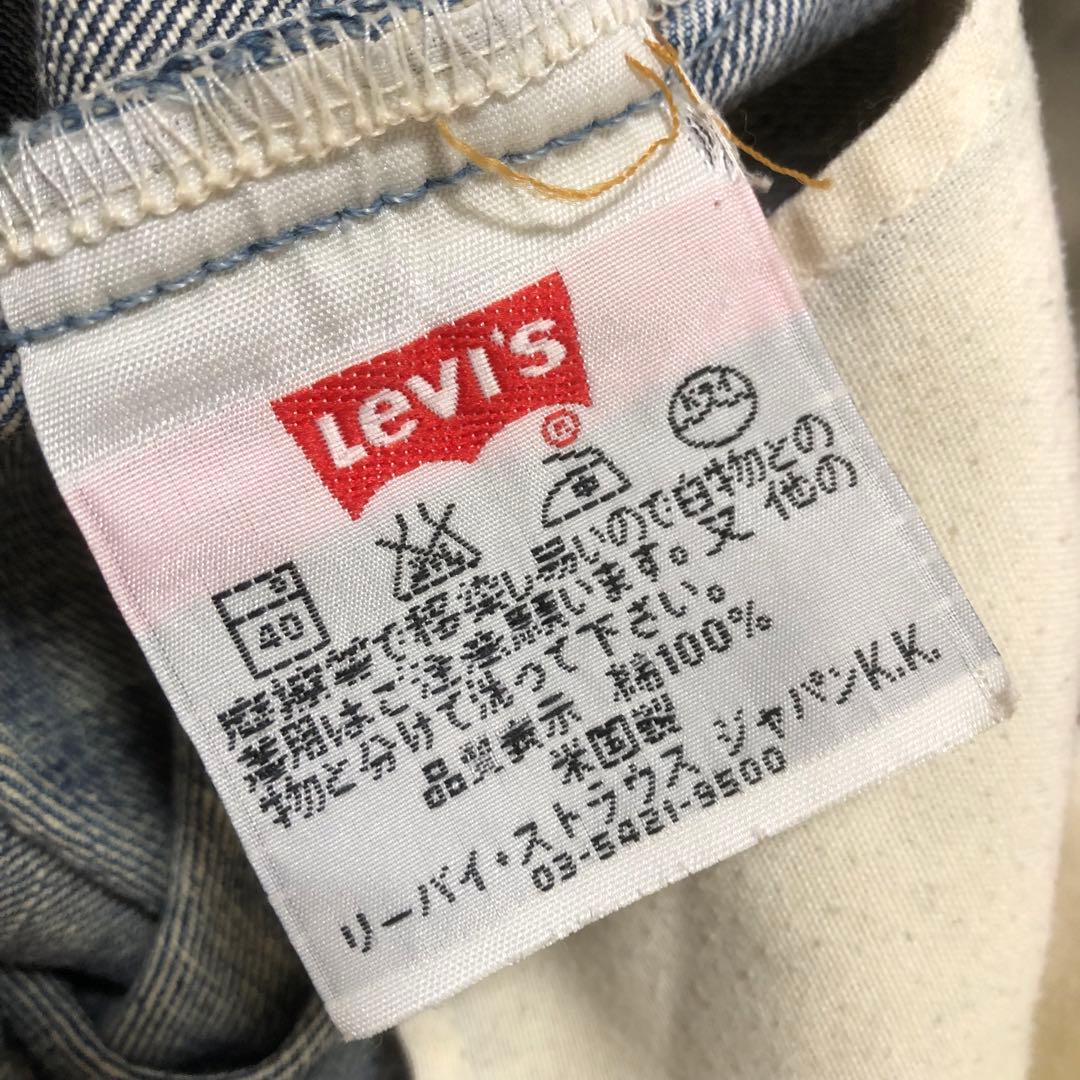 Levi's
®
40
ドライ
摩擦等で移染し易いので白物との
着用はご注意願います。又 他の
物と分けて洗って下さい。
品質表示 綿100%
米国製
リーバイ・ストラウス ジャパンK.K.
03-5421-9500